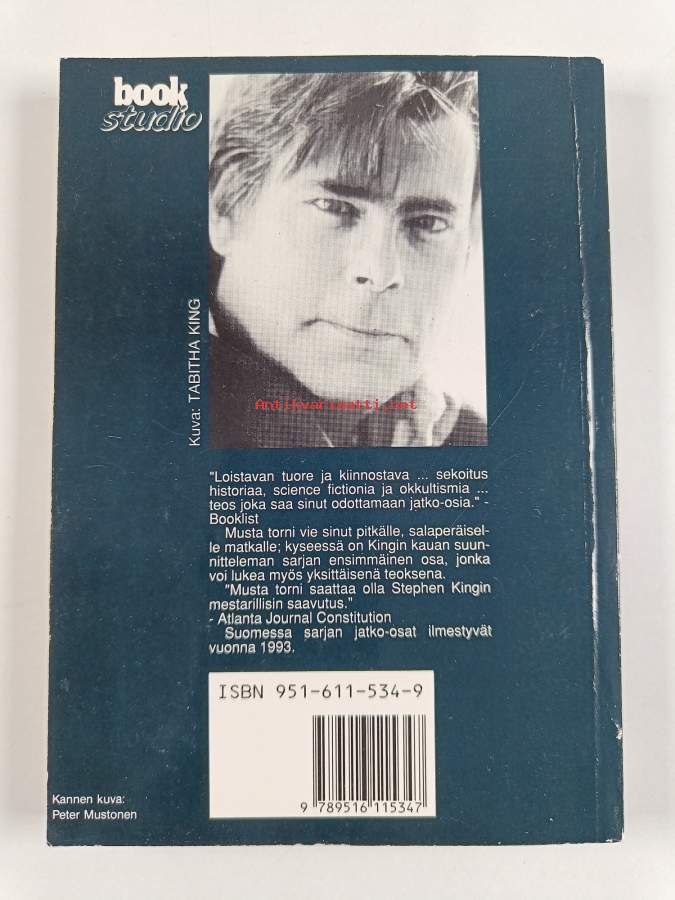 book
studio
Kuva: TABITHA KING
Antikvariaatti.net
"Loistavan tuore ja kiinnostava ... sekoitus
historiaa, science fictionia ja okkultismia ...
teos joka saa sinut odottamaan jatko-osia." -
Booklist
Musta torni vie sinut pitkälle, salaperäisel-
le matkalle; kyseessä on Kingin kauan suun-
nitteleman sarjan ensimmäinen osa, jonka
voi lukea myös yksittäisenä teoksena.
"Musta torni saattaa olla Stephen Kingin
mestarillisin saavutus."
- Atlanta Journal Constitution
Suomessa sarjan jatko-osat ilmestyvät
vuonna 1993.
ISBN 951-611-534-9
9 789516 115347
Kannen kuva:
Peter Mustonen